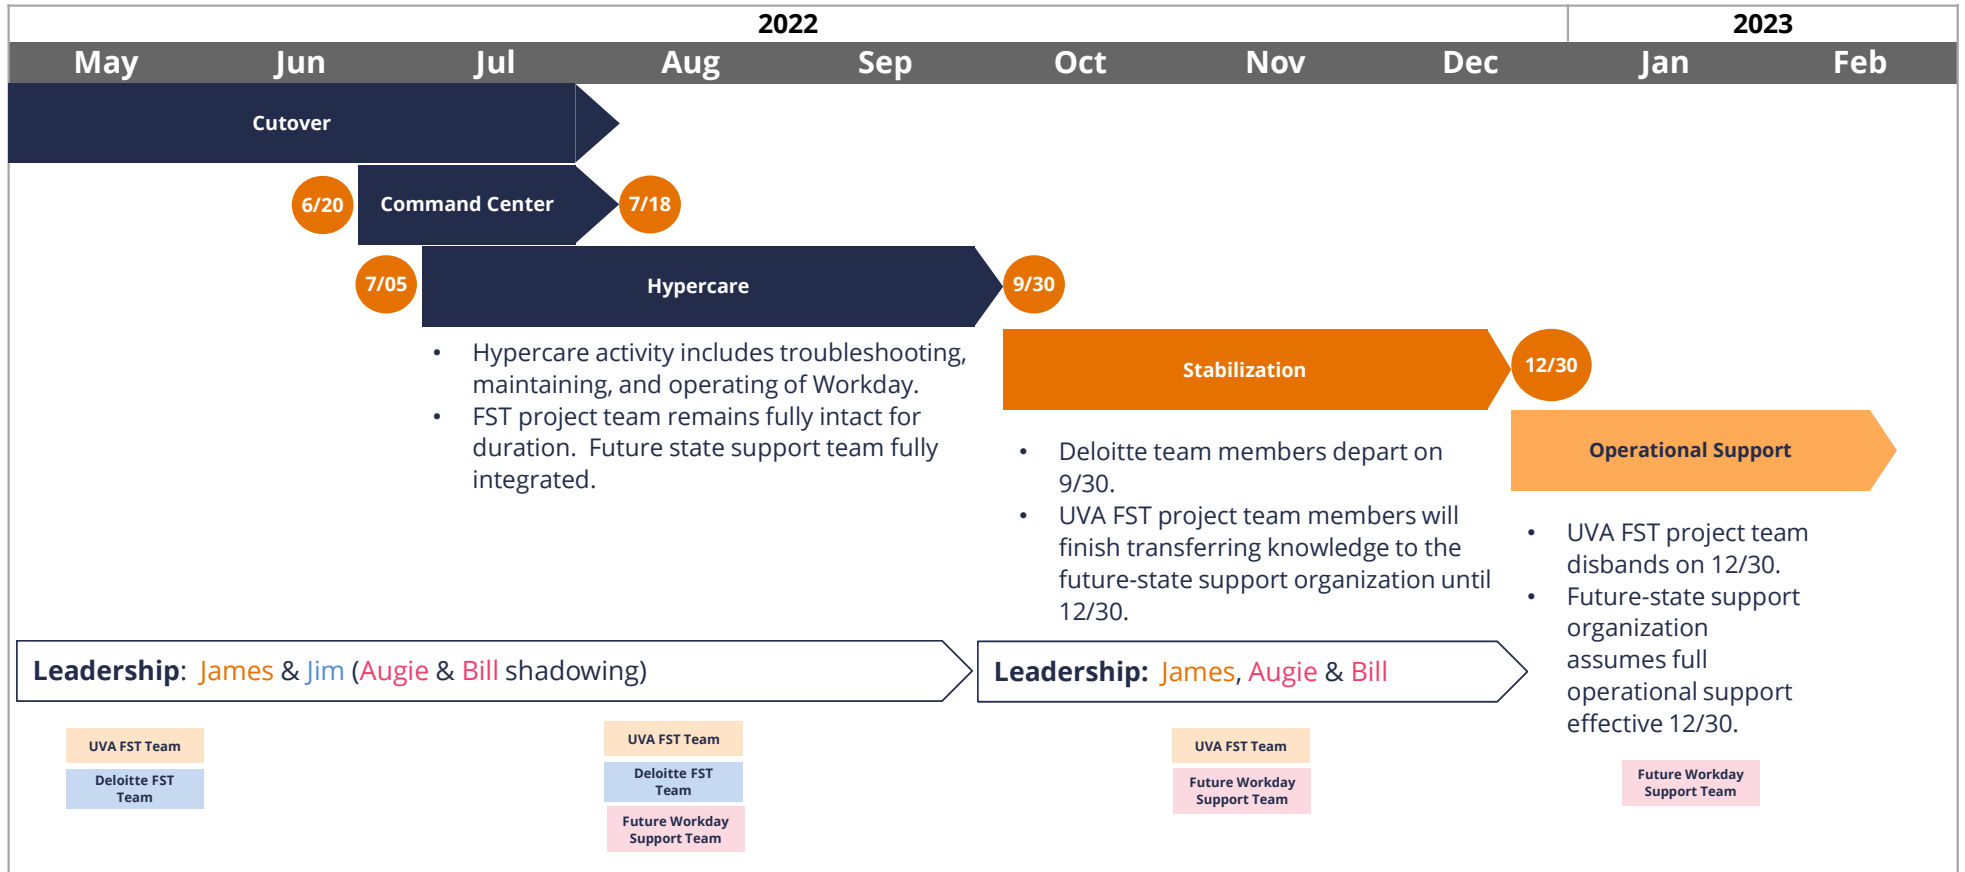 2022
2023
May Jun Jul Aug Sep Oct Nov Dec Jan Feb
Cutover
6/20
Command Center
7/18
7/05
Hypercare
9/30
• Hypercare activity includes troubleshooting,
maintaining, and operating of Workday.
• FST project team remains fully intact for
duration.  Future state support team fully
integrated.
Stabilization
12/30
• Deloitte team members depart on
9/30.
• UVA FST project team members will
finish transferring knowledge to the
future-state support organization until
12/30.
Operational Support
• UVA FST project team
disbands on 12/30.
• Future-state support
organization
assumes full
operational support
effective 12/30.
Leadership:  James & Jim (Augie & Bill shadowing)
Leadership:  James, Augie & Bill
UVA FST Team
Deloitte FST
Team
UVA FST Team
Deloitte FST
Team
Future Workday
Support Team
UVA FST Team
Future Workday
Support Team
Future Workday
Support Team